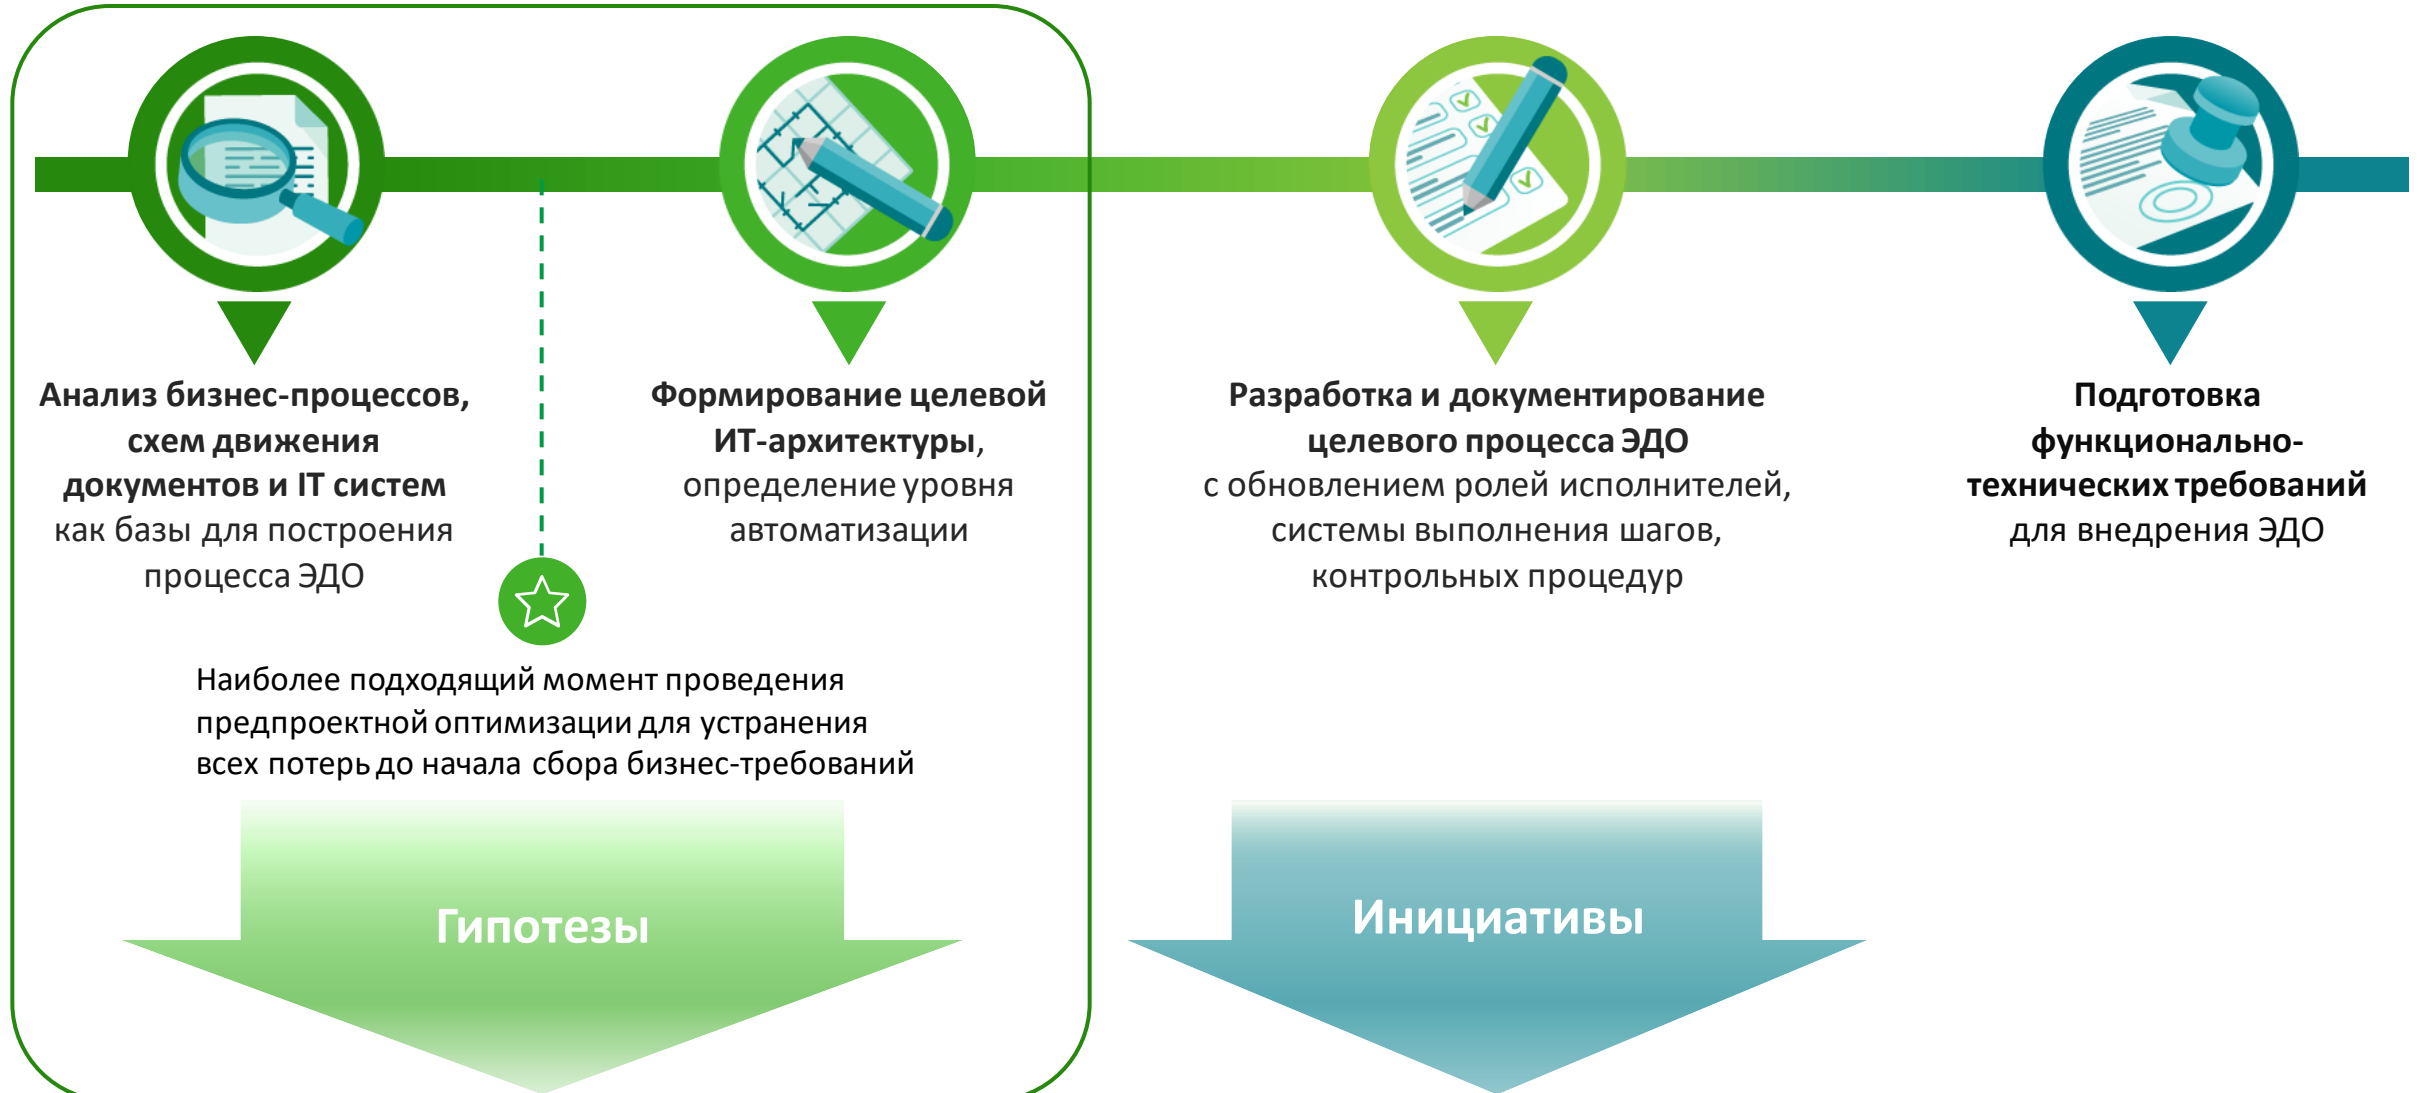 Анализ бизнес-процессов,
схем движения
документов и IT систем
как базы для построения
процесса ЭДО
Формирование целевой
ИТ-архитектуры,
определение уровня
автоматизации
Разработка и документирование
целевого процесса ЭДО
с обновлением ролей исполнителей,
системы выполнения шагов,
контрольных процедур
Подготовка
функционально-
технических требований
для внедрения ЭДО
Наиболее подходящий момент проведения
предпроектной оптимизации для устранения
всех потерь до начала сбора бизнес-требований
Гипотезы
Инициативы